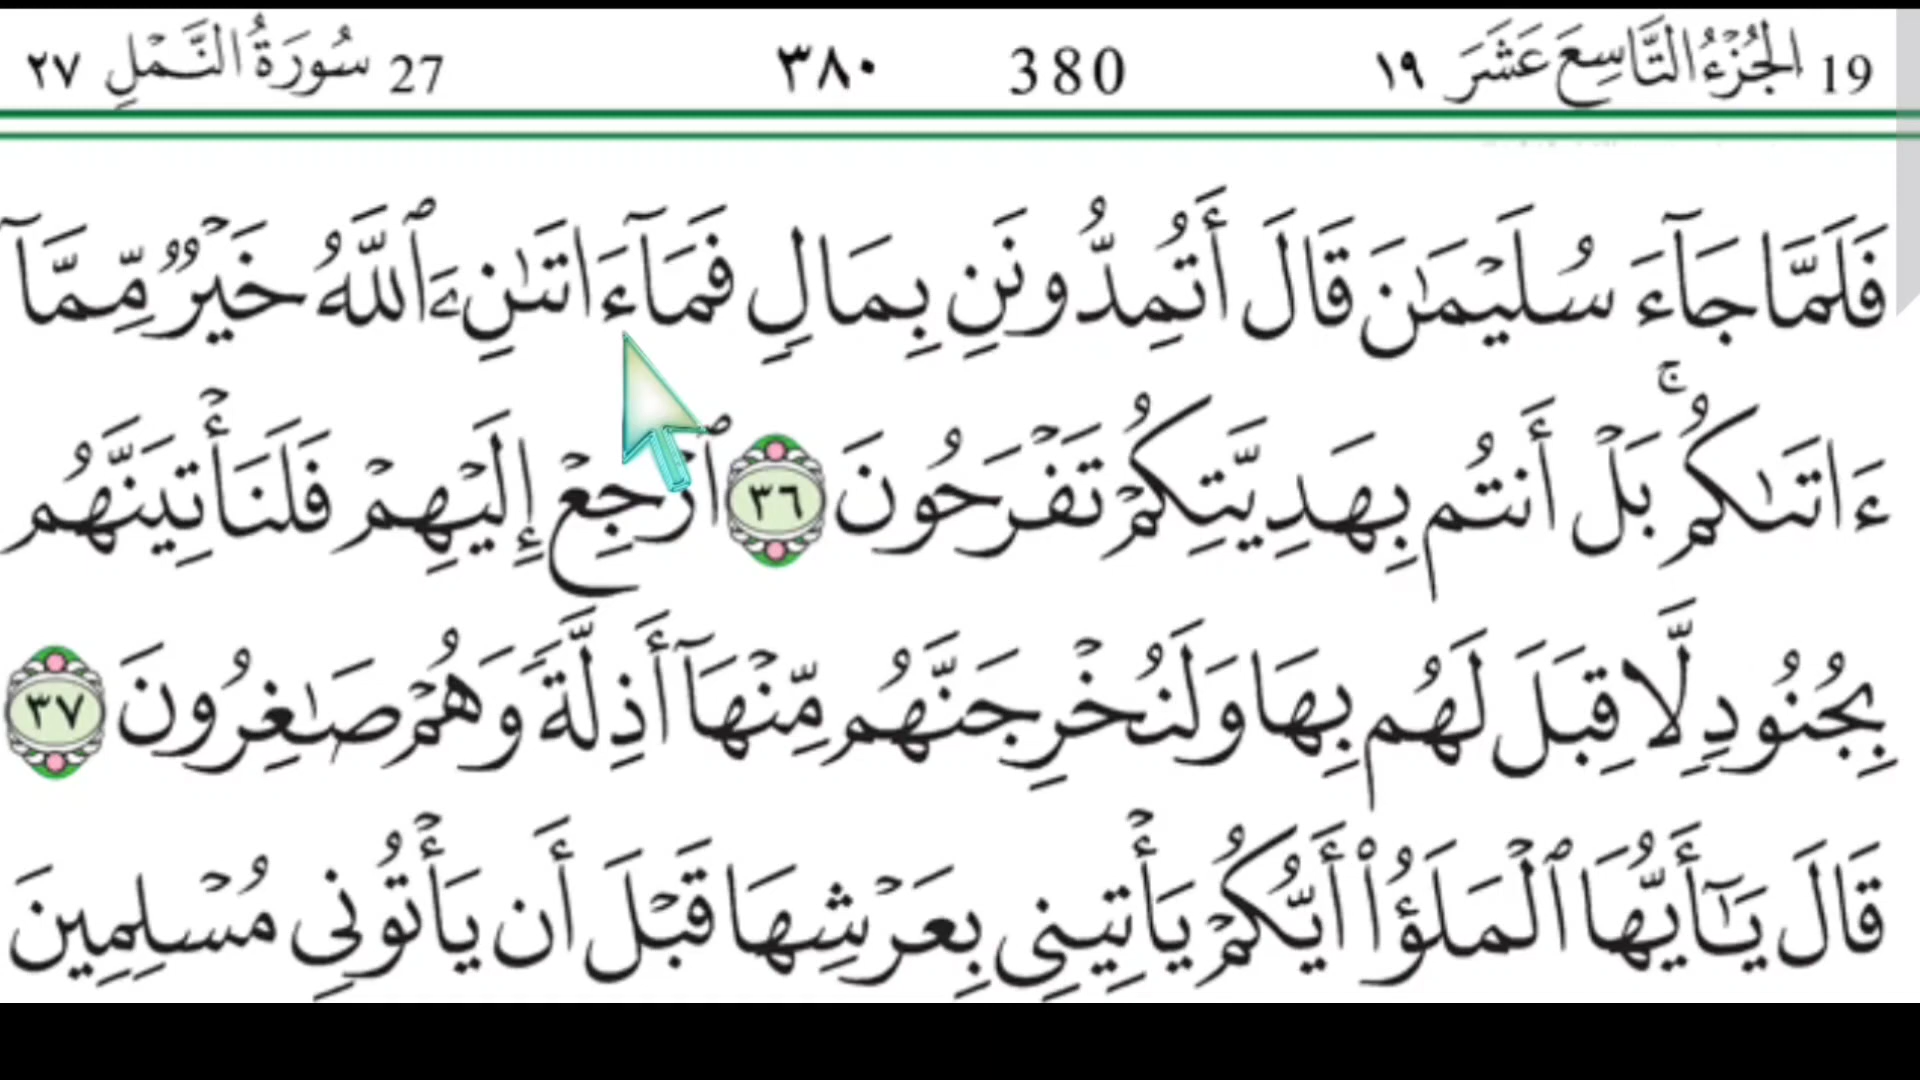 19 الجُزْءُ التَّاسِعَ عَشَرَ ١٩ 380 ٣٨٠ 27 سُورَةُ النَّمْلِ ٢٧
فَلَمَّا جَآءَ سُلَيْمَٰنَ قَالَ أَتُمِدُّونَنِ بِمَالٍ فَمَآ ءَاتَىٰنِۦَ ٱللَّهُ خَيْرٌ مِّمَّآ
ءَاتَىٰكُم ۚ بَلْ أَنتُم بِهَدِيَّتِكُمْ تَفْرَحُونَ ٣٦ ٱرْجِعْ إِلَيْهِمْ فَلَنَأْتِيَنَّهُم
بِجُنُودٍ لَّا قِبَلَ لَهُم بِهَا وَلَنُخْرِجَنَّهُم مِّنْهَآ أَذِلَّةً وَهُمْ صَٰغِرُونَ ٣٧
قَالَ يَٰٓأَيُّهَا ٱلْمَلَؤُا۟ أَيُّكُمْ يَأْتِينِى بِعَرْشِهَا قَبْلَ أَن يَأْتُونِى مُسْلِمِينَ